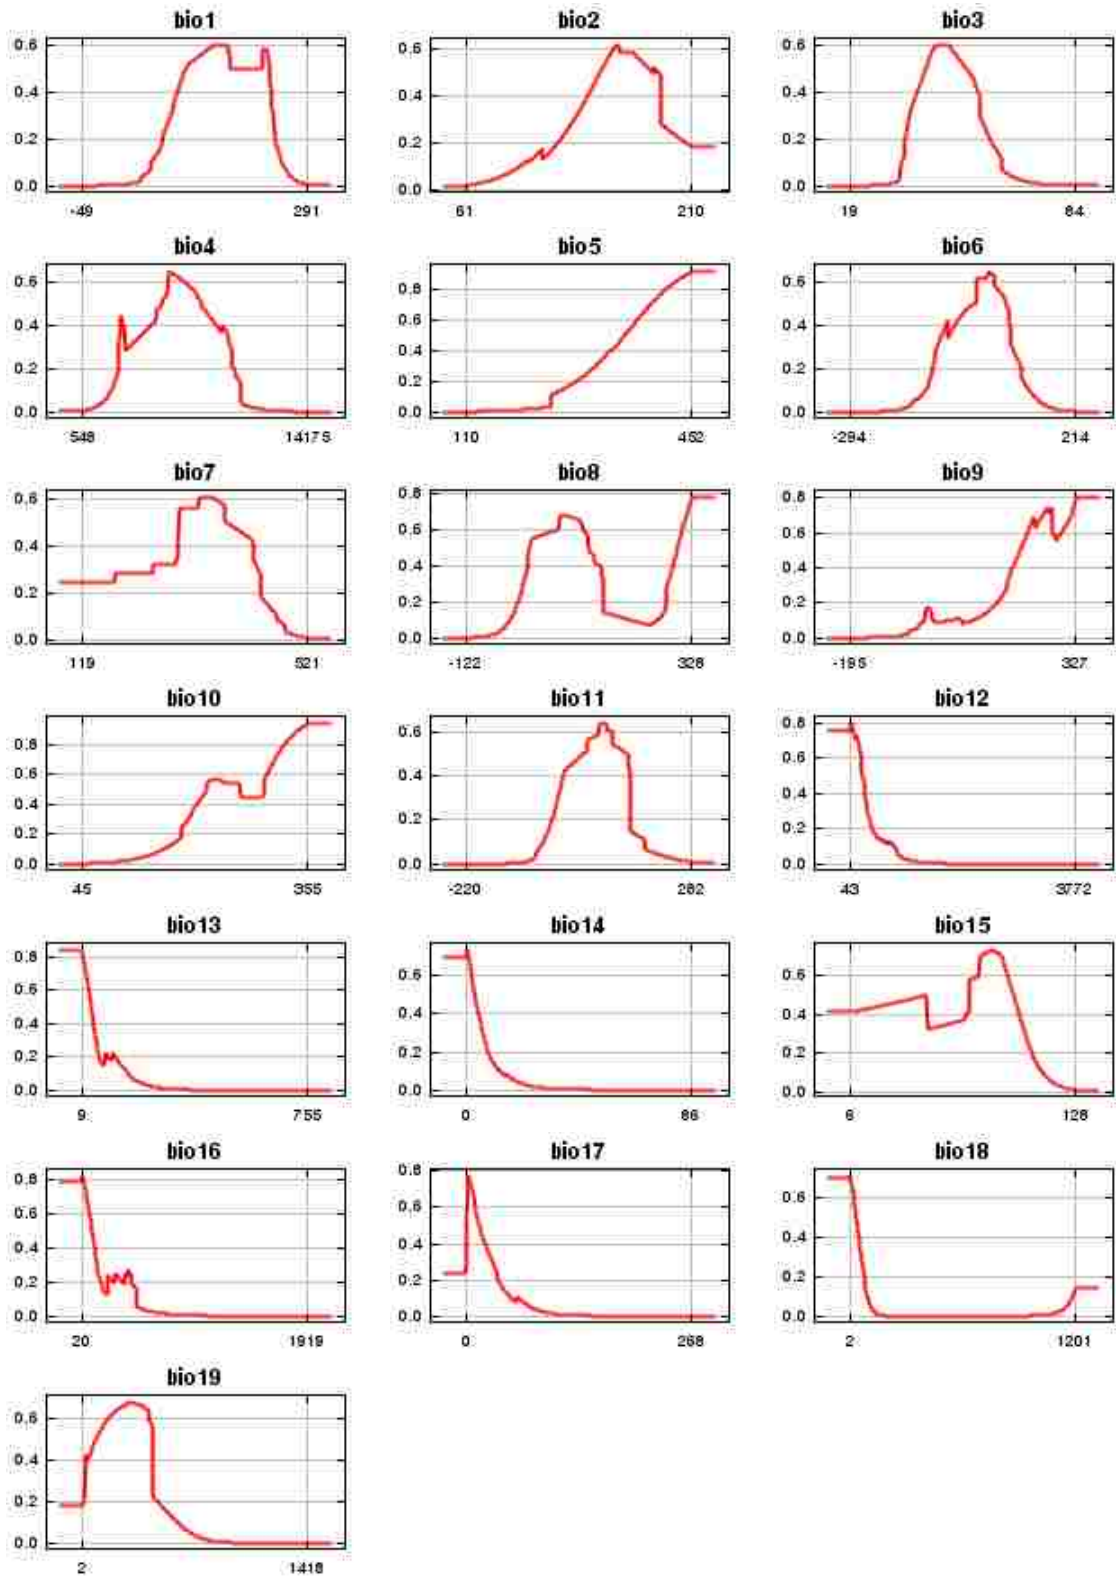 bio1 bio2 bio3
0.6 0.6 0.6
0.4 0.4 0.4
0.2 0.2 0.2
0.0 0.0 0.0
-49 291 61 210 19 84
bio4 bio5 bio6
0.6 0.8 0.6
0.4 0.6 0.4
0.2 0.4 0.2
0.0 0.2 0.0
0.0
548 14175 110 452 -294 214
bio7 bio8 bio9
0.6 0.8 0.8
0.4 0.6 0.6
0.2 0.4 0.4
0.0 0.2 0.2
0.0 0.0
119 521 -122 328 -195 327
bio10 bio11 bio12
0.8 0.6 0.8
0.6 0.4 0.6
0.4 0.2 0.4
0.2 0.0 0.2
0.0 0.0
45 355 -220 282 43 3772
bio13 bio14 bio15
0.8 0.6 0.6
0.6 0.4 0.4
0.4 0.2 0.2
0.2 0.0 0.0
0.0
9 755 0 86 6 128
bio16 bio17 bio18
0.8 0.8 0.6
0.6 0.6 0.4
0.4 0.4 0.2
0.2 0.2 0.0
0.0 0.0
20 1919 0 268 2 1201
bio19
0.6
0.4
0.2
0.0
2 1418